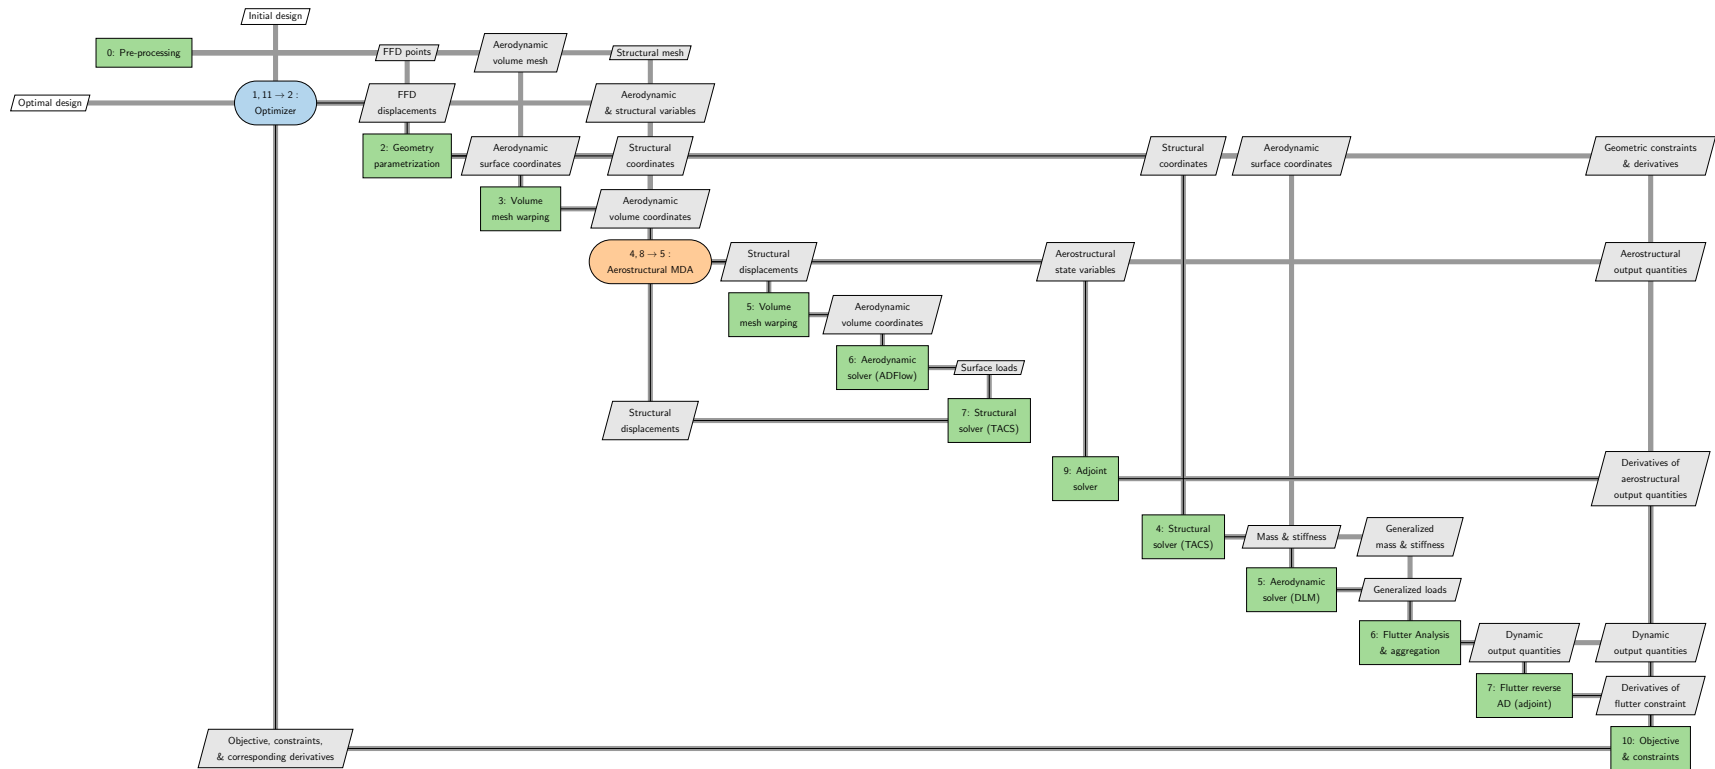 Initial design
0: Pre-processing
FFD points
Aerodynamic
volume mesh
Structural mesh
Optimal design
1, 11 → 2 :
Optimizer
FFD
displacements
Aerodynamic
& structural variables
2: Geometry
parametrization
Aerodynamic
surface coordinates
Structural
coordinates
Structural
coordinates
Aerodynamic
surface coordinates
Geometric constraints
& derivatives
3: Volume
mesh warping
Aerodynamic
volume coordinates
4, 8 → 5 :
Aerostructural MDA
Structural
displacements
Aerostructural
state variables
Aerostructural
output quantities
5: Volume
mesh warping
Aerodynamic
volume coordinates
6: Aerodynamic
solver (ADFlow)
Surface loads
Structural
displacements
7: Structural
solver (TACS)
9: Adjoint
solver
Derivatives of
aerostructural
output quantities
4: Structural
solver (TACS)
Mass & stiffness
Generalized
mass & stiffness
5: Aerodynamic
solver (DLM)
Generalized loads
6: Flutter Analysis
& aggregation
Dynamic
output quantities
Dynamic
output quantities
7: Flutter reverse
AD (adjoint)
Derivatives of
flutter constraint
Objective, constraints,
& corresponding derivatives
10: Objective
& constraints